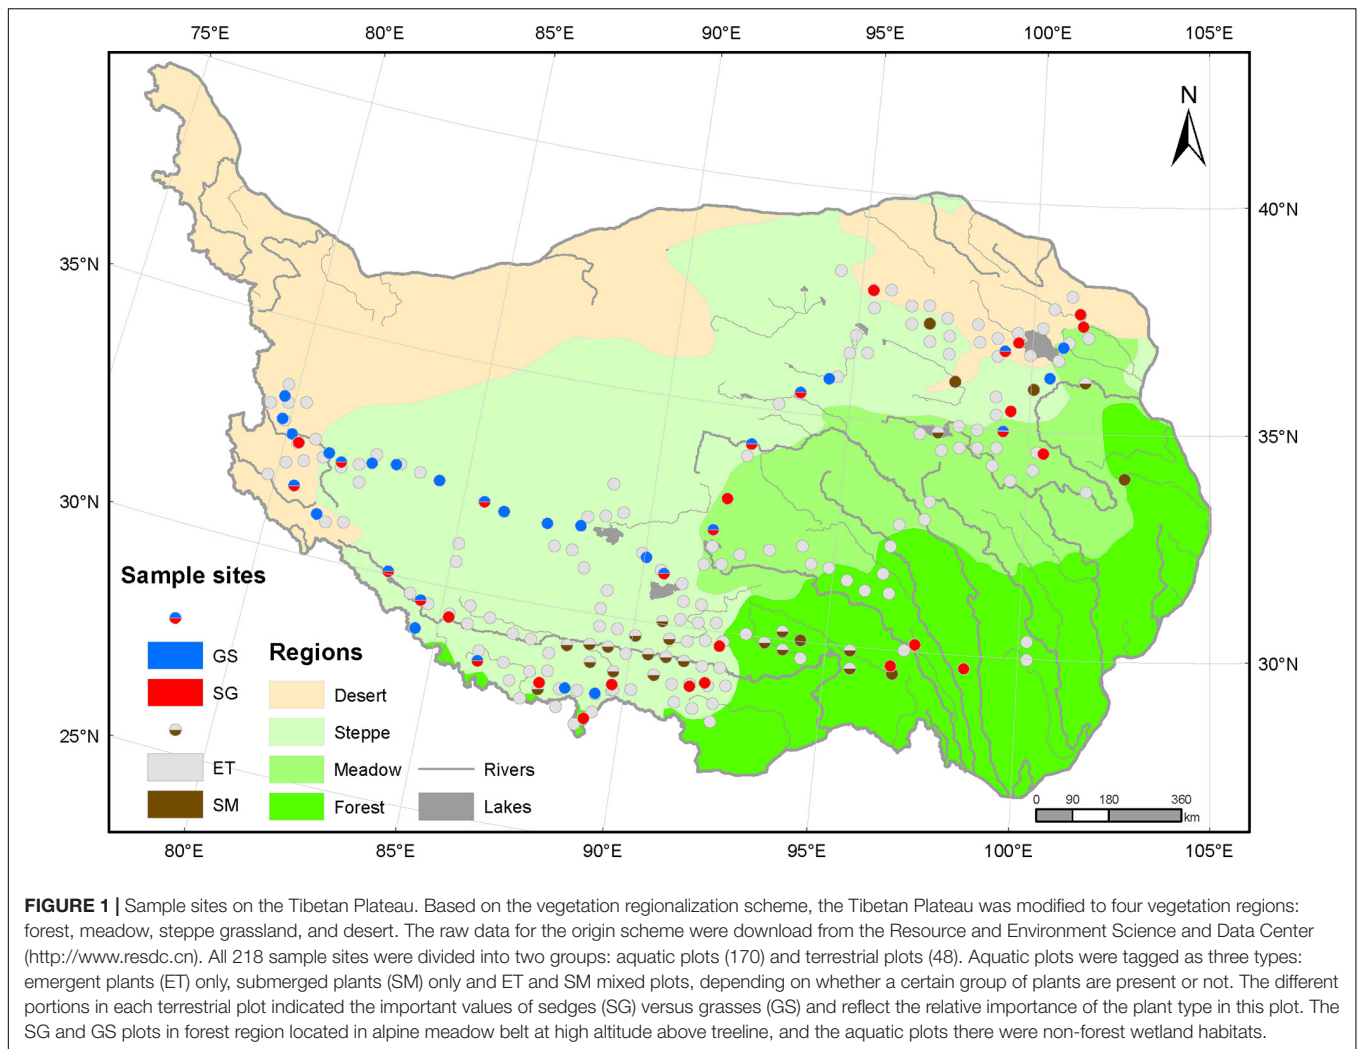 75°E 80°E 85°E 90°E 95°E 100°E 105°E
N
40°N
35°N
35°N
30°N
30°N
25°N
Sample sites
GS
SG
ET
SM
Regions
Desert
Steppe
Meadow
Forest
Rivers
Lakes
0 90 180 360
km
80°E 85°E 90°E 95°E 100°E 105°E
FIGURE 1 | Sample sites on the Tibetan Plateau. Based on the vegetation regionalization scheme, the Tibetan Plateau was modified to four vegetation regions:
forest, meadow, steppe grassland, and desert. The raw data for the origin scheme were download from the Resource and Environment Science and Data Center
(http://www.resdc.cn). All 218 sample sites were divided into two groups: aquatic plots (170) and terrestrial plots (48). Aquatic plots were tagged as three types:
emergent plants (ET) only, submerged plants (SM) only and ET and SM mixed plots, depending on whether a certain group of plants are present or not. The different
portions in each terrestrial plot indicated the important values of sedges (SG) versus grasses (GS) and reflect the relative importance of the plant type in this plot. The
SG and GS plots in forest region located in alpine meadow belt at high altitude above treeline, and the aquatic plots there were non-forest wetland habitats.